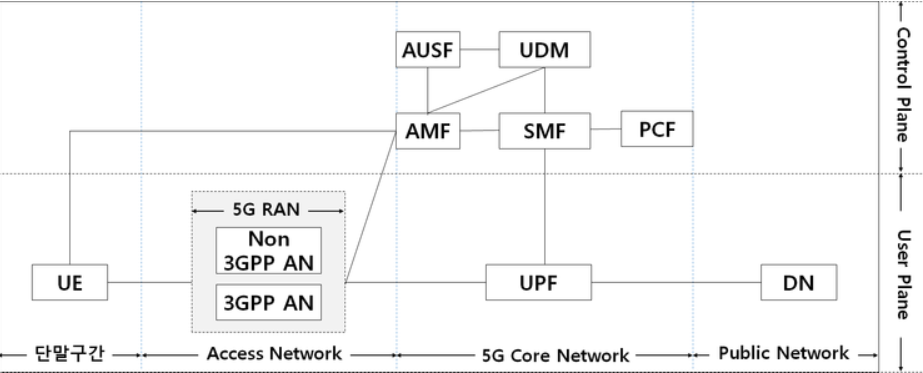 AUSF
UDM
AMF
SMF
PCF
Control Plane
5G RAN
Non
3GPP AN
3GPP AN
UE
UPF
DN
User Plane
단말구간
Access Network
5G Core Network
Public Network